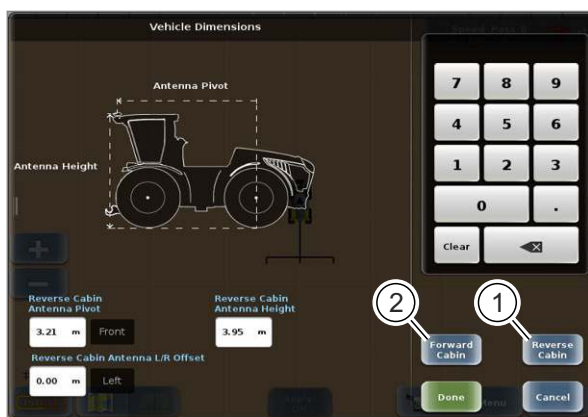 Vehicle Dimensions
Antenna Pivot
Antenna Height
7 8 9
4 5 6
1 2 3
0 .
Clear
Reverse Cabin
Antenna Pivot
3.21 m Front
Reverse Cabin
Antenna Height
3.95 m
Reverse Cabin Antenna L/R Offset
0.00 m Left
2
1
Forward
Cabin
Reverse
Cabin
Done
Cancel